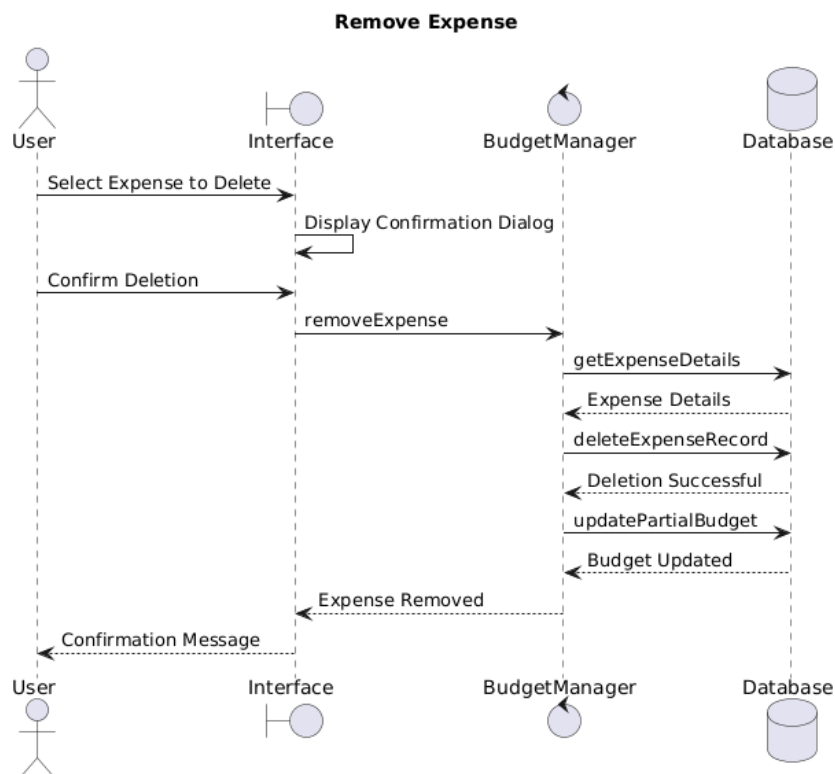 Remove Expense
User Interface BudgetManager Database
Select Expense to Delete
Display Confirmation Dialog
Confirm Deletion
removeExpense
getExpenseDetails
Expense Details
deleteExpenseRecord
Deletion Successful
updatePartialBudget
Budget Updated
Expense Removed
Confirmation Message
User Interface BudgetManager Database